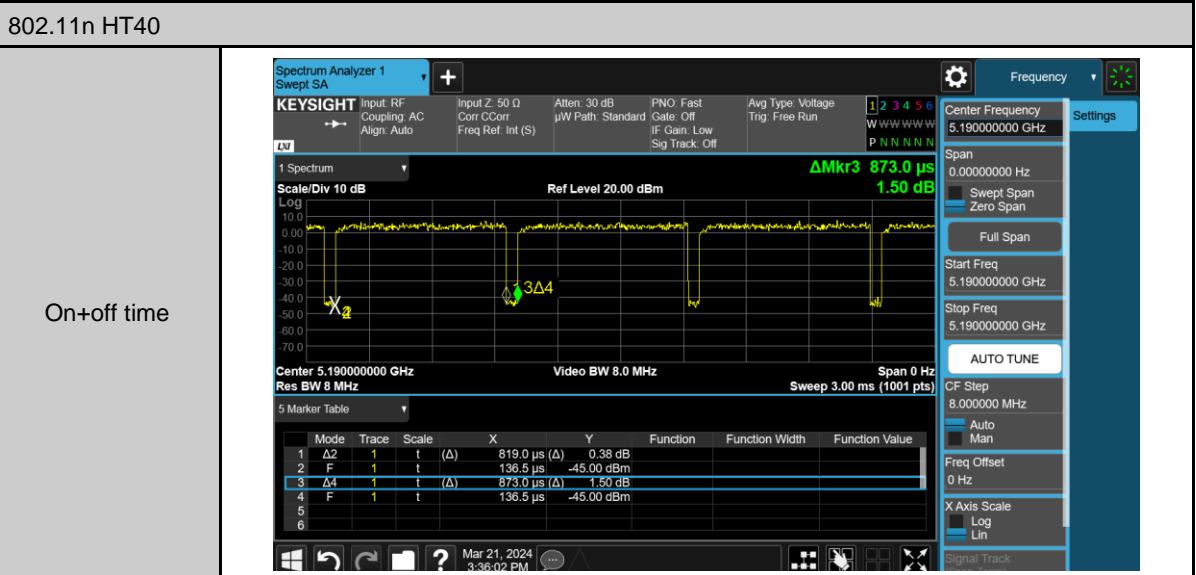 802.11n HT40
On+off time
Spectrum Analyzer 1
Swept SA
Frequency
KEYSIGHT
Input: RF
Coupling: AC
Align: Auto
Input Z: 50 Ω
Corr CCorr
Freq Ref: Int (S)
Atten: 30 dB
µW Path: Standard
PNO: Fast
Gate: Off
IF Gain: Low
Sig Track: Off
Avg Type: Voltage
Trig: Free Run
1 2 3 4 5 6
W W W W W W
P N N N N N
LXI
1 Spectrum
ΔMkr3 873.0 µs
1.50 dB
Scale/Div 10 dB
Ref Level 20.00 dBm
Log
10.0
0.00
-10.0
-20.0
-30.0
-40.0
-50.0
-60.0
-70.0
3Δ4
Center 5.190000000 GHz
Video BW 8.0 MHz
Span 0 Hz
Res BW 8 MHz
Sweep 3.00 ms (1001 pts)
5 Marker Table
Mode Trace Scale X Y Function Function Width Function Value
1 Δ2 1 t (Δ) 819.0 µs (Δ) 0.38 dB
2 F 1 t 136.5 µs -45.00 dBm
3 Δ4 1 t (Δ) 873.0 µs (Δ) 1.50 dB
4 F 1 t 136.5 µs -45.00 dBm
5
6
Mar 21, 2024
3:36:02 PM
Center Frequency
5.190000000 GHz
Settings
Span
0.00000000 Hz
Swept Span
Zero Span
Full Span
Start Freq
5.190000000 GHz
Stop Freq
5.190000000 GHz
AUTO TUNE
CF Step
8.000000 MHz
Auto
Man
Freq Offset
0 Hz
X Axis Scale
Log
Lin
Signal Track